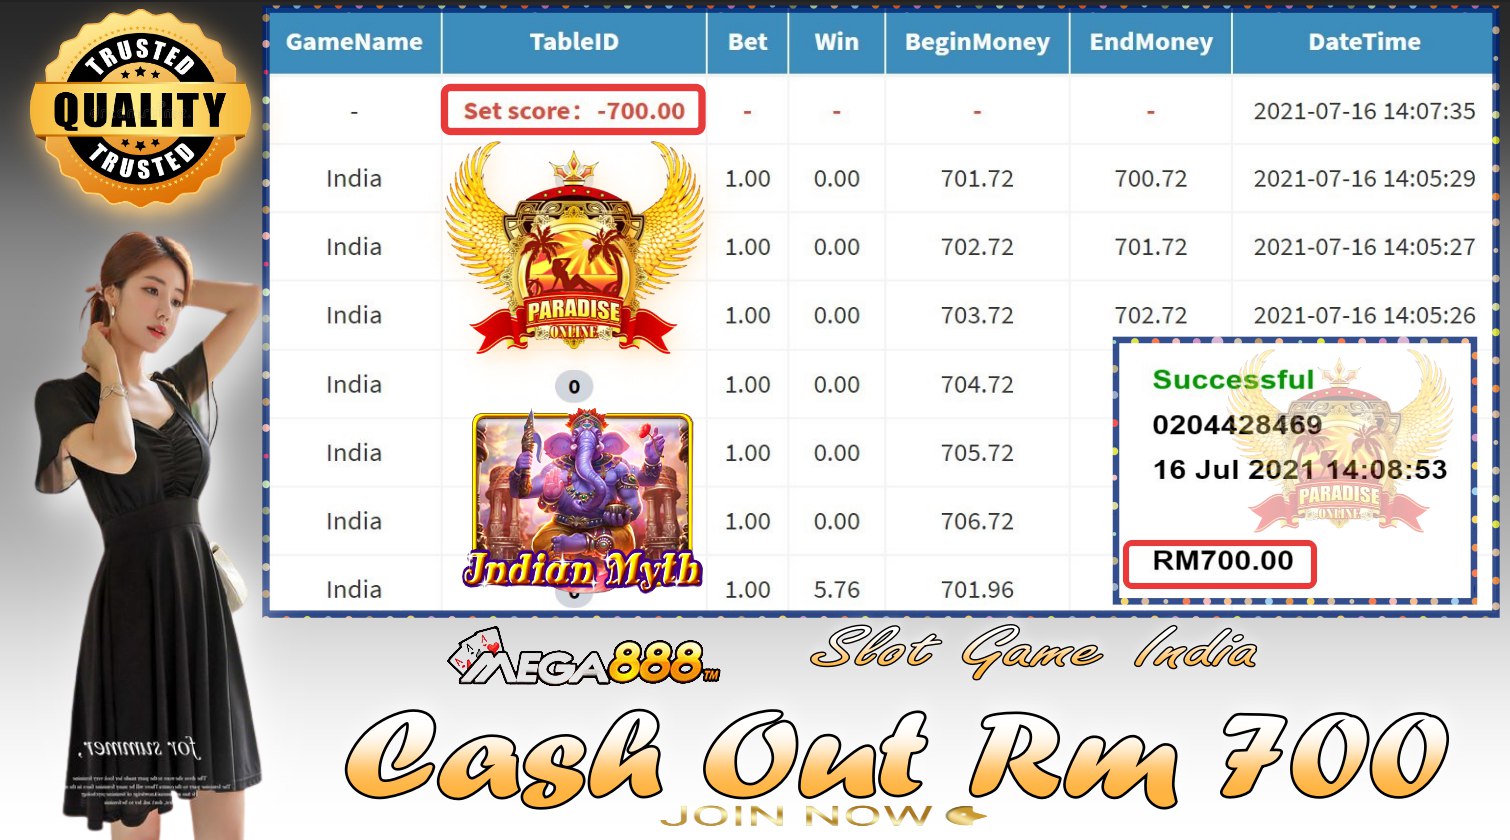 TRUSTED
QUALITY
TRUSTED
GameName TableID Bet Win BeginMoney EndMoney DateTime
- Set score: -700.00 - - - - 2021-07-16 14:07:35
India 1.00 0.00 701.72 700.72 2021-07-16 14:05:29
India 1.00 0.00 702.72 701.72 2021-07-16 14:05:27
India 1.00 0.00 703.72 702.72 2021-07-16 14:05:26
PARADISE
ONLINE
India 0 1.00 0.00 704.72
India 1.00 0.00 705.72
India 1.00 0.00 706.72
India 1.00 5.76 701.96
Indian Myth
Successful
0204428469
16 Jul 2021 14:08:53
PARADISE
ONLINE
RM700.00
MEGA888 TM
Slot Game India
Cash Out Rm 700
JOIN NOW
for summer,